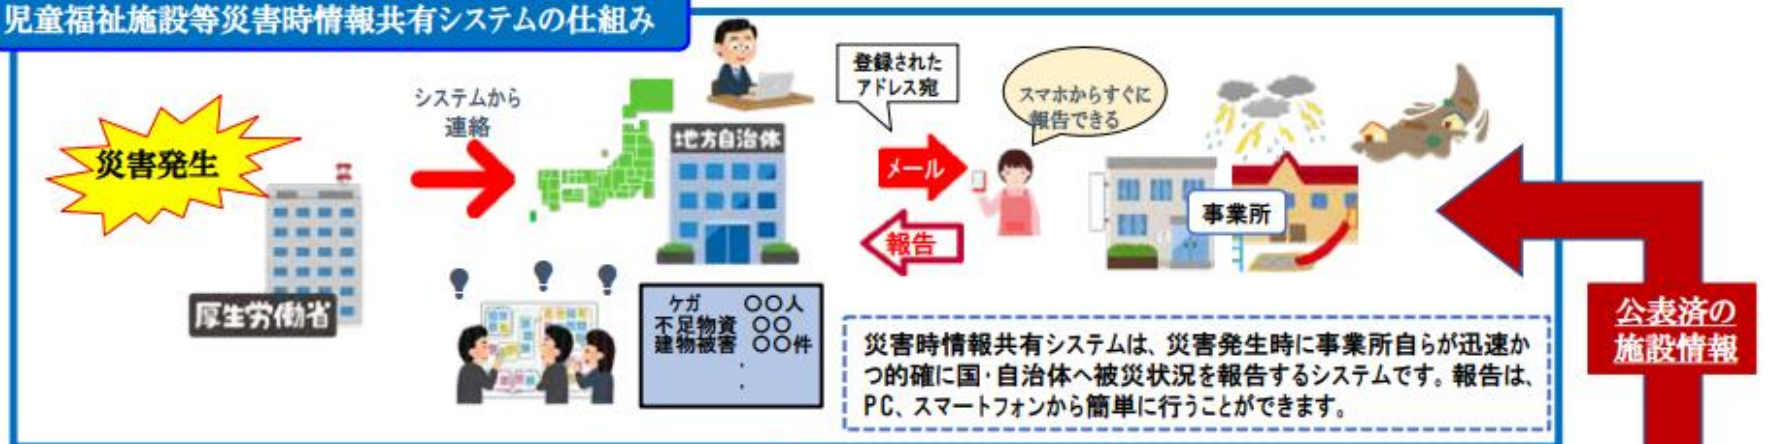 児童福祉施設等災害時情報共有システムの仕組み
災害発生
厚生労働省
システムから
連絡
地方自治体
登録された
アドレス宛
メール
報告
スマホからすぐに
報告できる
事業所
ケガ　　〇〇人
不足物資　〇〇
建物被害　〇〇件
・
・
災害時情報共有システムは、災害発生時に事業所自らが迅速か
つ的確に国・自治体へ被災状況を報告するシステムです。報告は、
PC、スマートフォンから簡単に行うことができます。
公表済の
施設情報